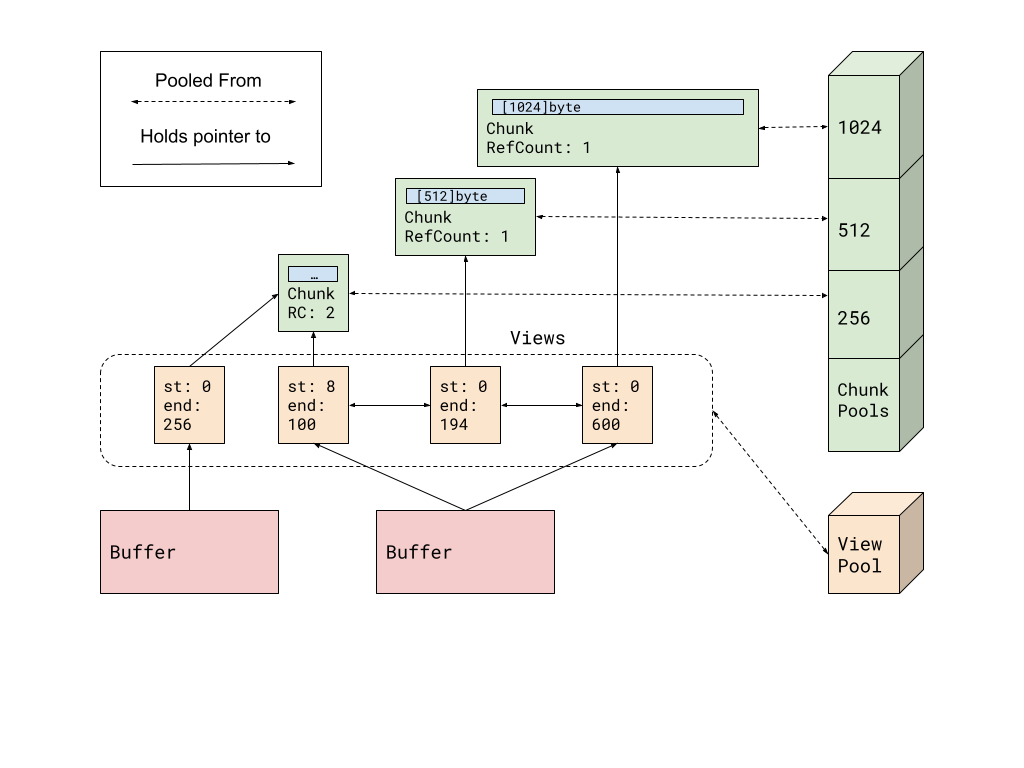 Pooled From
Holds pointer to
[1024]byte
Chunk
RefCount: 1
[512]byte
Chunk
RefCount: 1
…
Chunk
RC: 2
Views
st: 0
end:
256
st: 8
end:
100
st: 0
end:
194
st: 0
end:
600
Buffer
Buffer
1024
512
256
Chunk
Pools
View
Pool